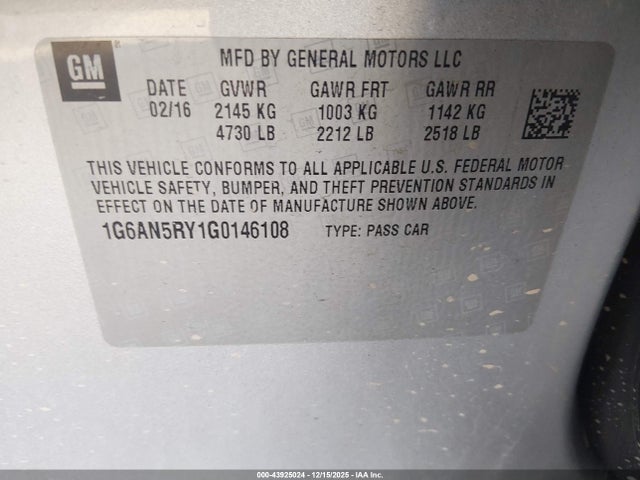 GM
MFD BY GENERAL MOTORS LLC
DATE GVWR GAWR FRT GAWR RR
02/16 2145 KG 1003 KG 1142 KG
4730 LB 2212 LB 2518 LB
THIS VEHICLE CONFORMS TO ALL APPLICABLE U.S. FEDERAL MOTOR
VEHICLE SAFETY, BUMPER, AND THEFT PREVENTION STANDARDS IN
EFFECT ON THE DATE OF MANUFACTURE SHOWN ABOVE.
1G6AN5RY1G0146108 TYPE: PASS CAR
000-43925024 - 12/15/2025 - IAA Inc.